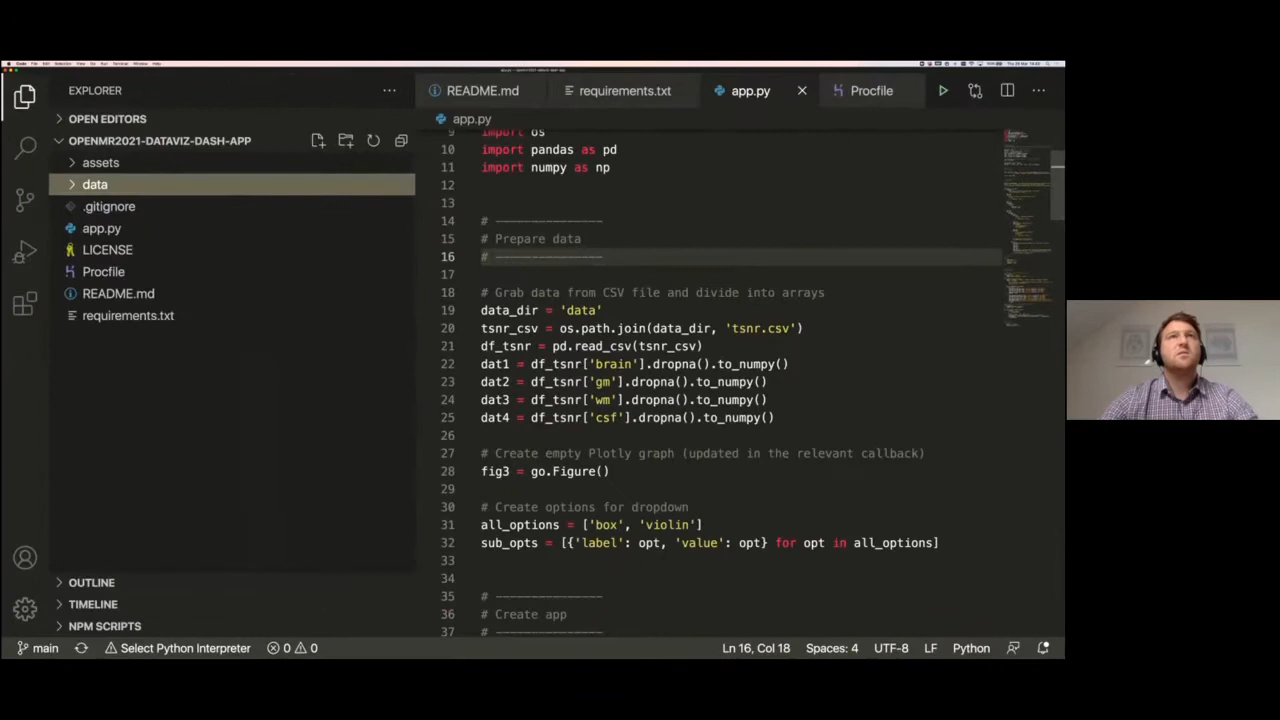 EXPLORER
OPEN EDITORS
OPENMR2021-DATAVIZ-DASH-APP
assets
data
.gitignore
app.py
LICENSE
Procfile
README.md
requirements.txt
OUTLINE
TIMELINE
NPM SCRIPTS
README.md requirements.txt app.py Procfile
app.py
9 import os
10 import pandas as pd
11 import numpy as np
12
13
14 # ----------------
15 # Prepare data
16 # ----------------
17
18 # Grab data from CSV file and divide into arrays
19 data_dir = 'data'
20 tsnr_csv = os.path.join(data_dir, 'tsnr.csv')
21 df_tsnr = pd.read_csv(tsnr_csv)
22 dat1 = df_tsnr['brain'].dropna().to_numpy()
23 dat2 = df_tsnr['gm'].dropna().to_numpy()
24 dat3 = df_tsnr['wm'].dropna().to_numpy()
25 dat4 = df_tsnr['csf'].dropna().to_numpy()
26
27 # Create empty Plotly graph (updated in the relevant callback)
28 fig3 = go.Figure()
29
30 # Create options for dropdown
31 all_options = ['box', 'violin']
32 sub_opts = [{'label': opt, 'value': opt} for opt in all_options]
33
34
35 # ----------------
36 # Create app
37 # ----------------
main Select Python Interpreter 0 0 Ln 16, Col 18 Spaces: 4 UTF-8 LF Python